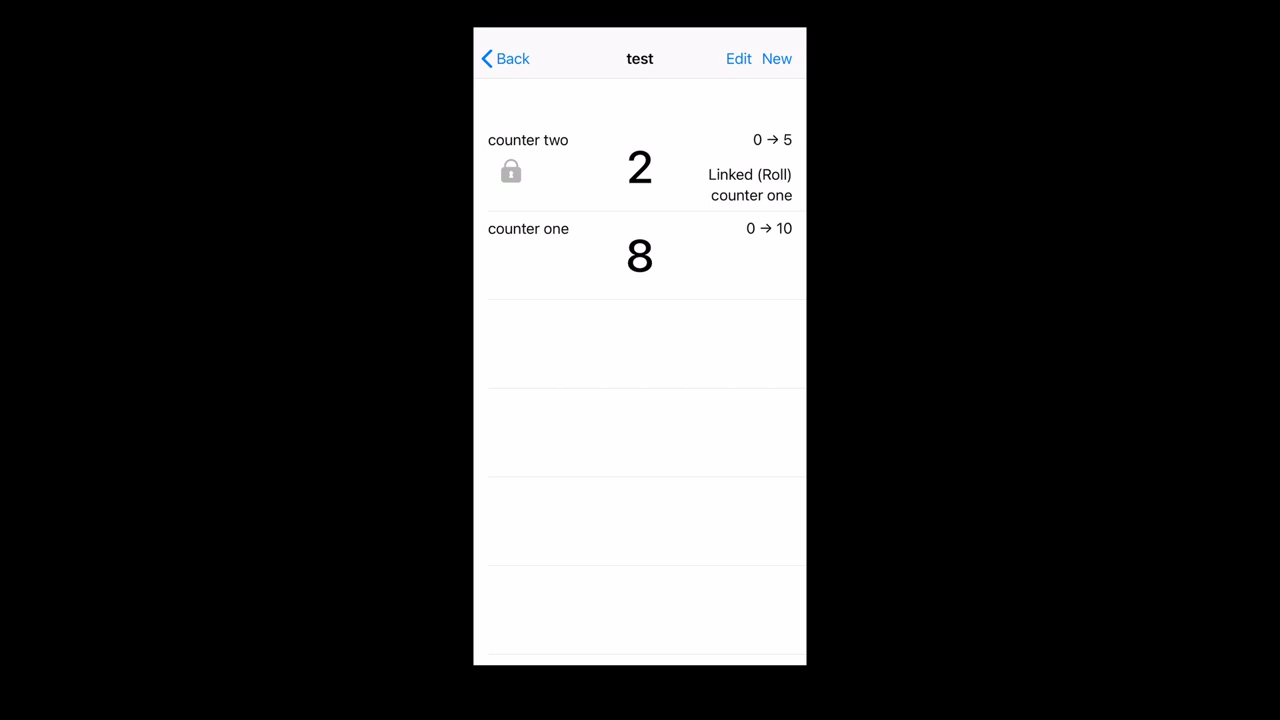 Back test Edit New
counter two 0 → 5
2
Linked (Roll)
counter one
counter one 0 → 10
8